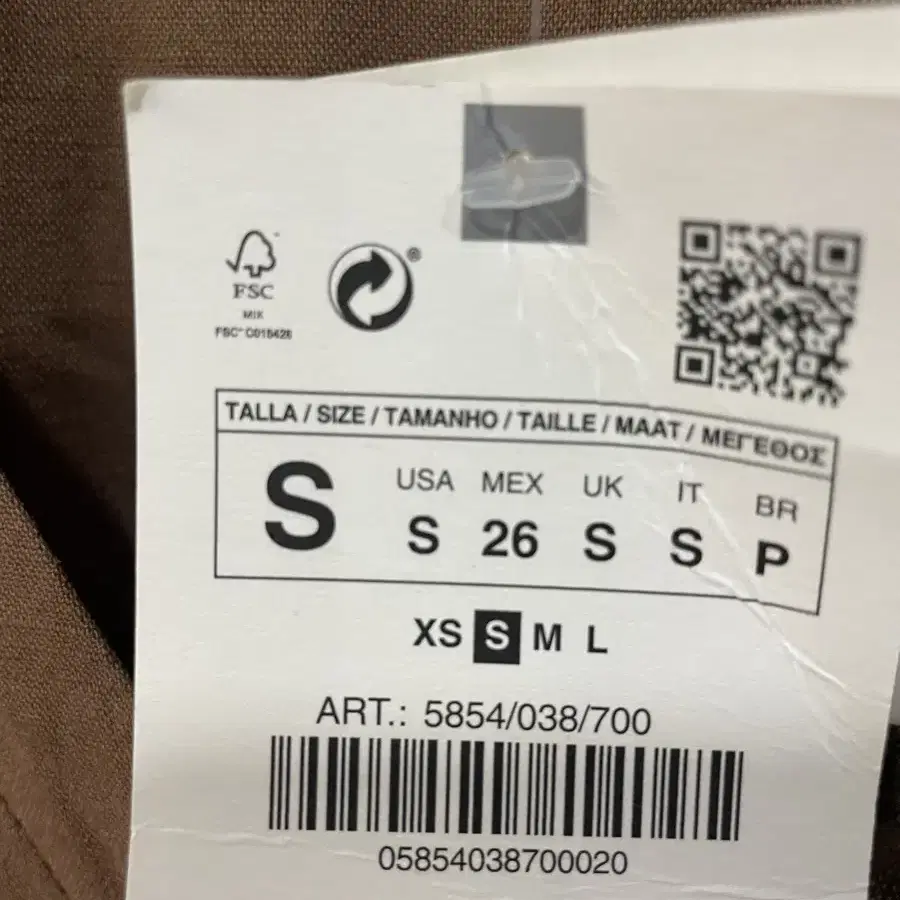 FSC
MIX
FSC® C015428
®
TALLA / SIZE / TAMANHO / TAILLE / MAAT / ΜΕΓΕΘΟΣ
S
USA MEX UK IT BR
S 26 S S P
XS S M L
ART.: 5854/038/700
05854038700020